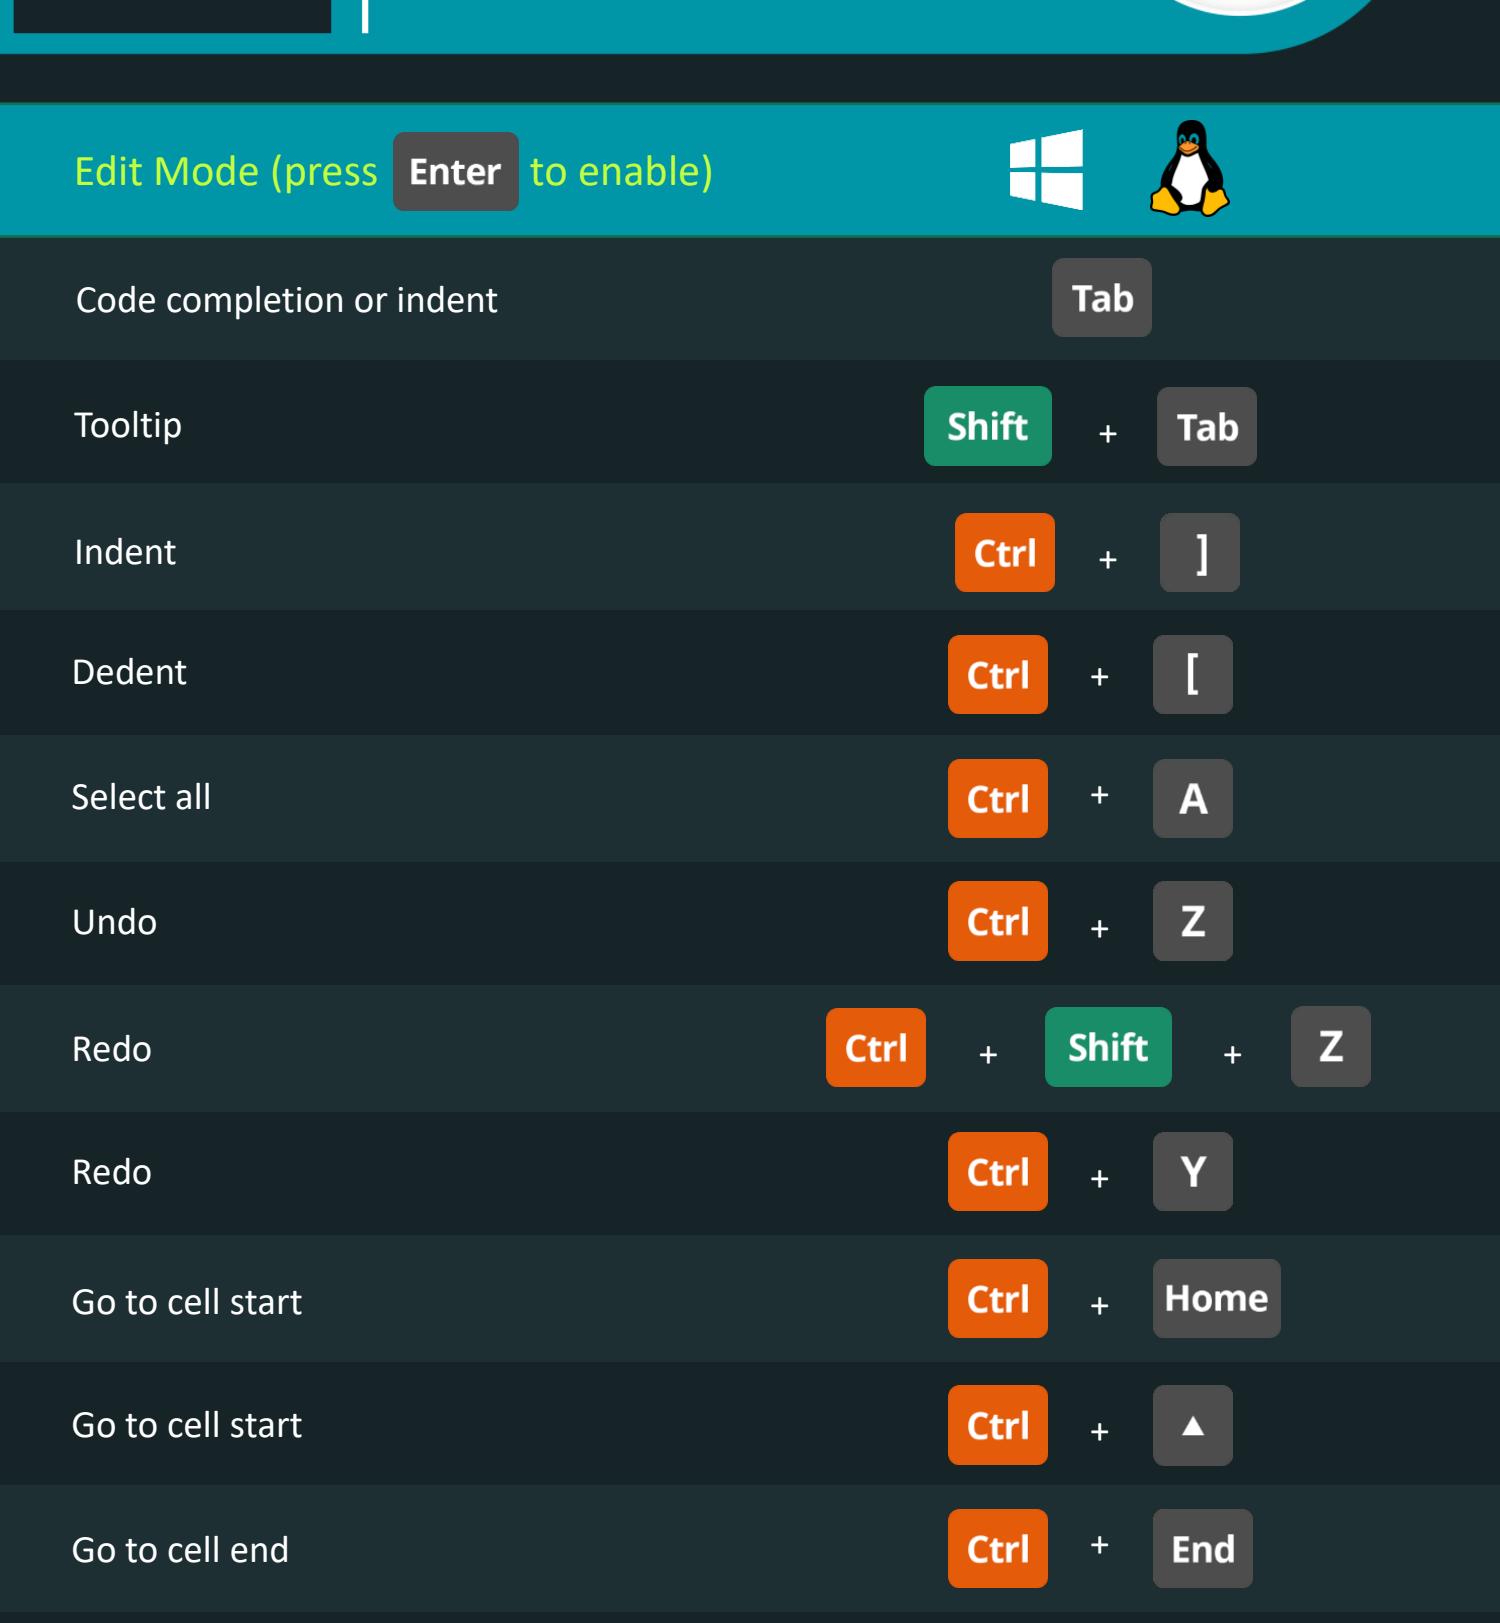 Edit Mode (press Enter to enable)
Code completion or indent Tab
Tooltip Shift + Tab
Indent Ctrl + ]
Dedent Ctrl + [
Select all Ctrl + A
Undo Ctrl + Z
Redo Ctrl + Shift + Z
Redo Ctrl + Y
Go to cell start Ctrl + Home
Go to cell start Ctrl + ▲
Go to cell end Ctrl + End